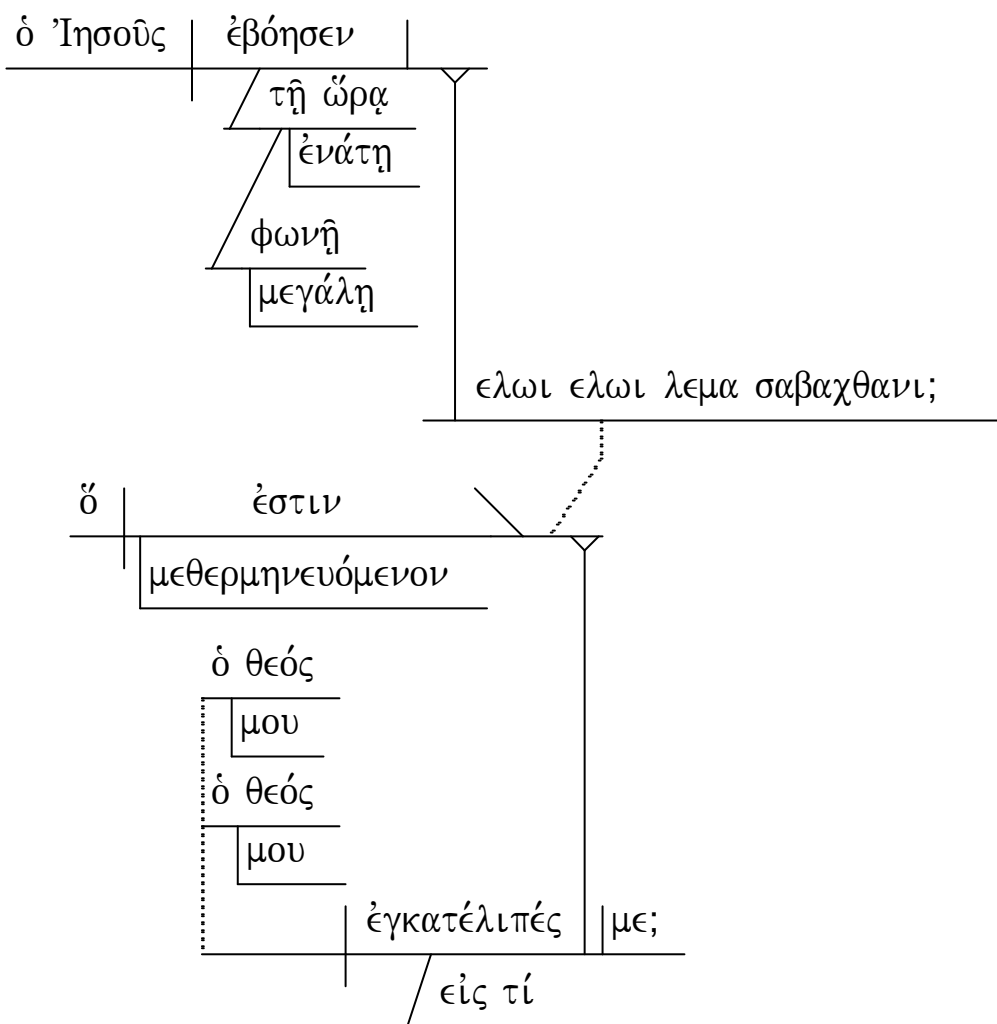 ὁ Ἰησοῦς ἐβόησεν
τῇ ὥρᾳ
ἐνάτῃ
φωνῇ
μεγάλῃ
ελωι ελωι λεμα σαβαχθανι;
ὅ ἐστιν
μεθερμηνευόμενον
ὁ θεός
μου
ὁ θεός
μου
ἐγκατέλιπές με;
εἰς τί